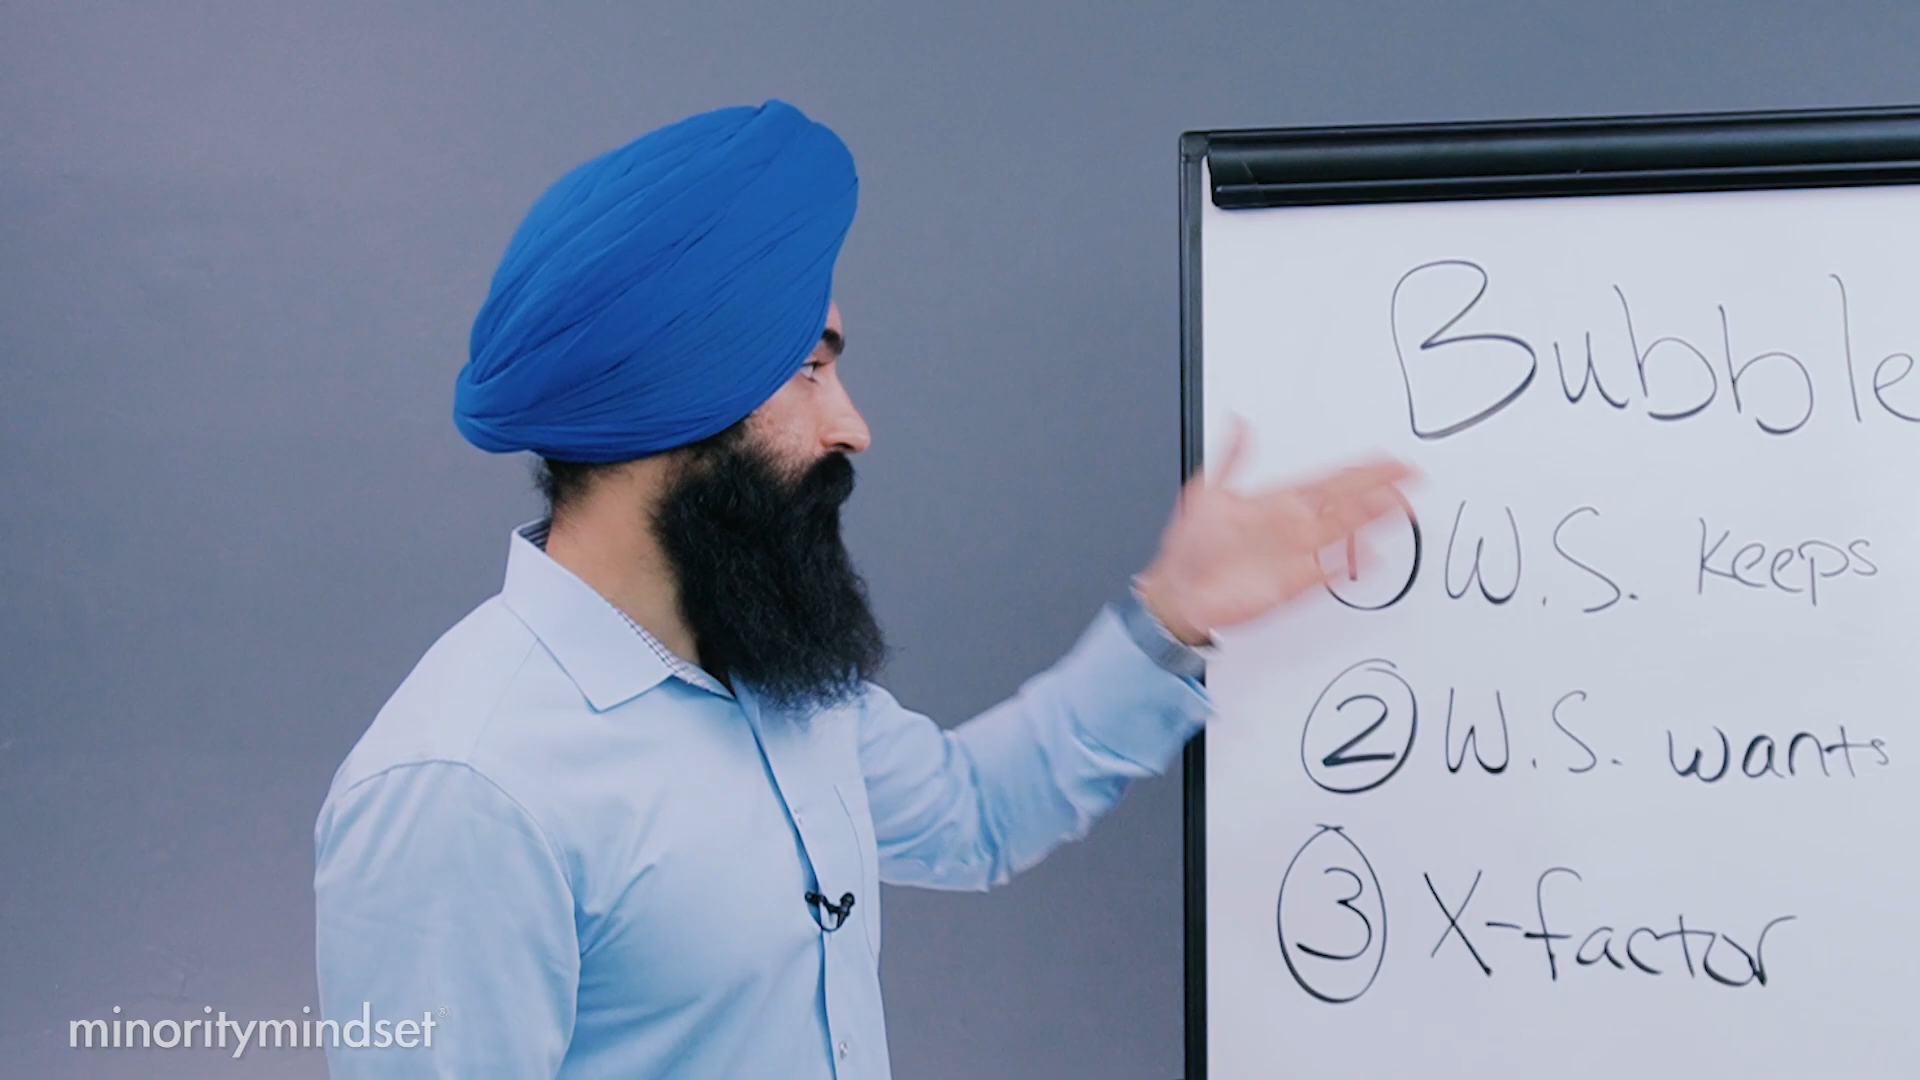 Bubble
① W.S. Keeps
② W.S. wants
③ X-factor
minoritymindset®